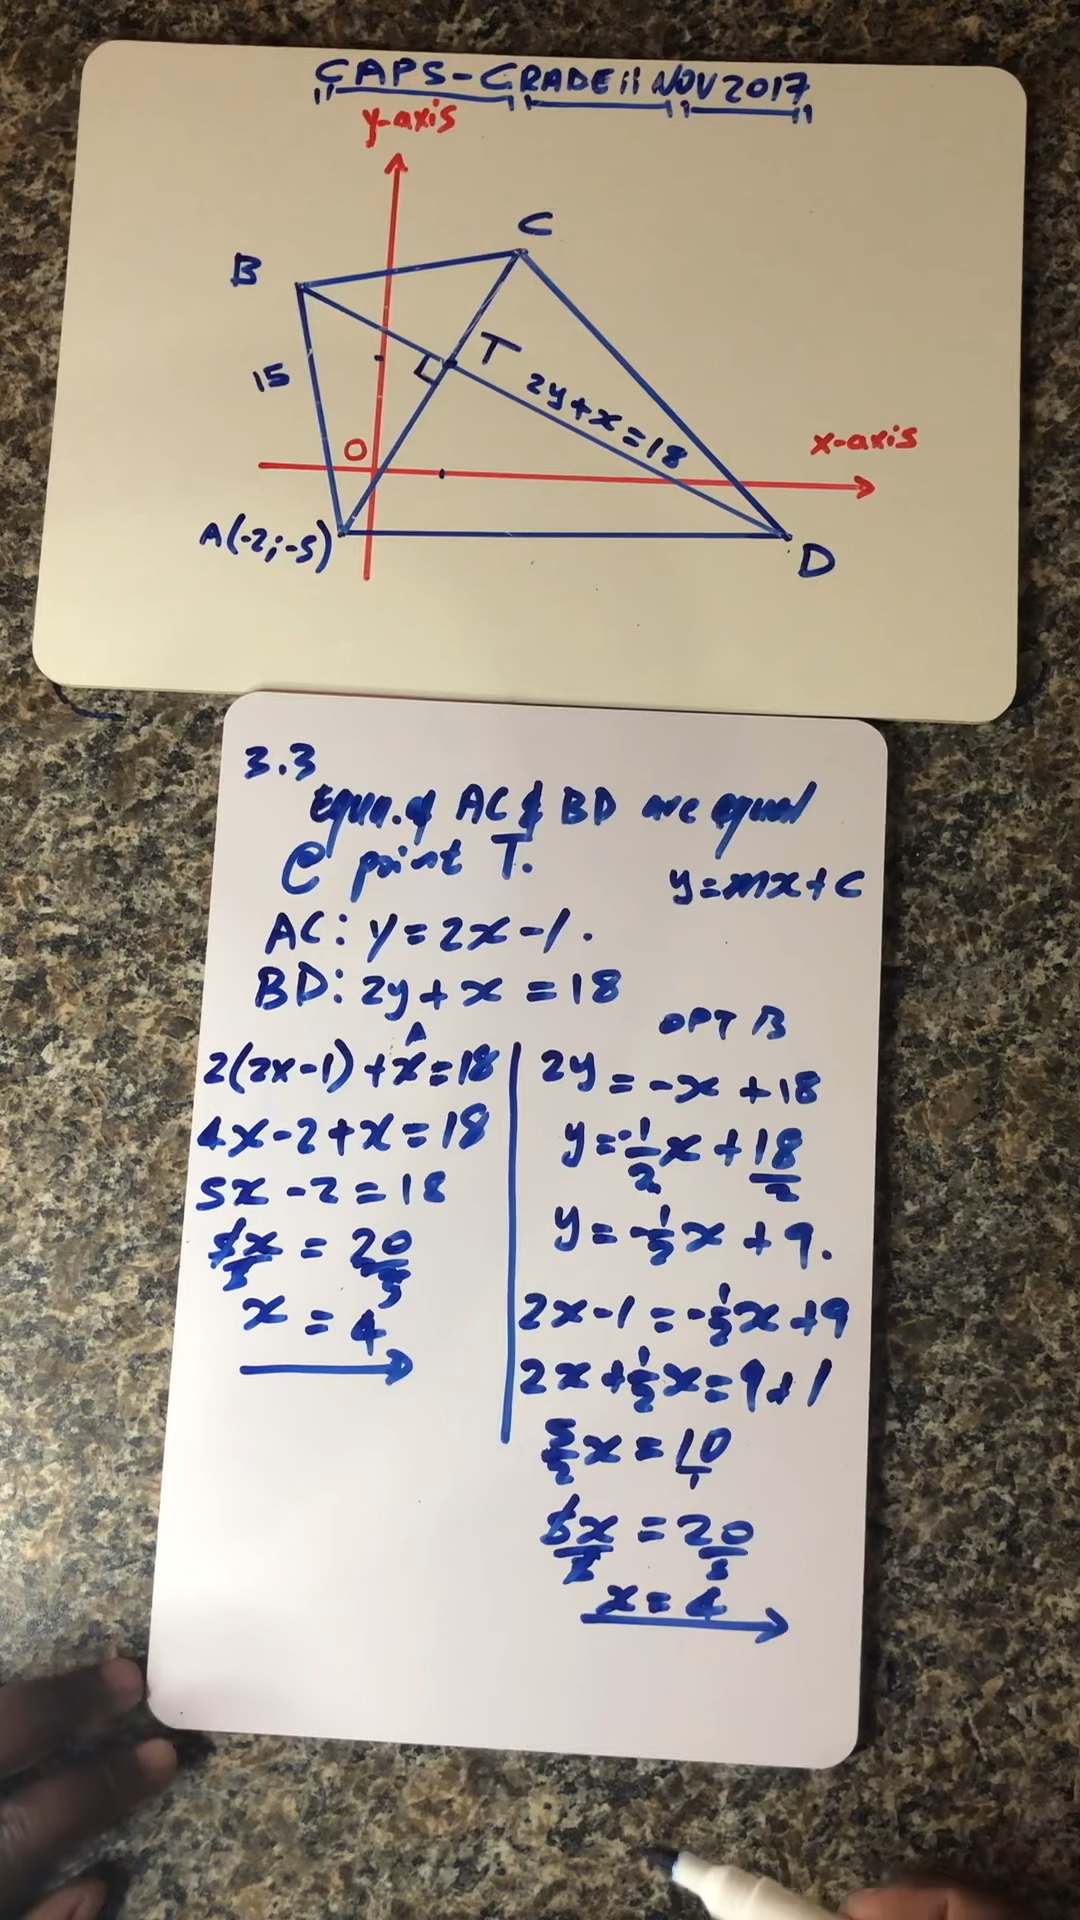 CAPS-GRADE 11 NOV 2017
y-axis
C
B
T
15
2y+x=18
x-axis
O
A(-2;-5)
D
3.3
Equn. of AC & BD are equal
@ point T.
y=mx+c
AC: y=2x-1.
BD: 2y+x=18
A
OPT B
2(2x-1)+x=18
4x-2+x=18
5x-2=18
5x/5 = 20/5
x = 4
2y=-x+18
y=-1/2x+18/2
y=-1/2x+9.
2x-1=-1/2x+9
2x+1/2x=9+1
5/2x=10/1
5x/5=20/5
x=4